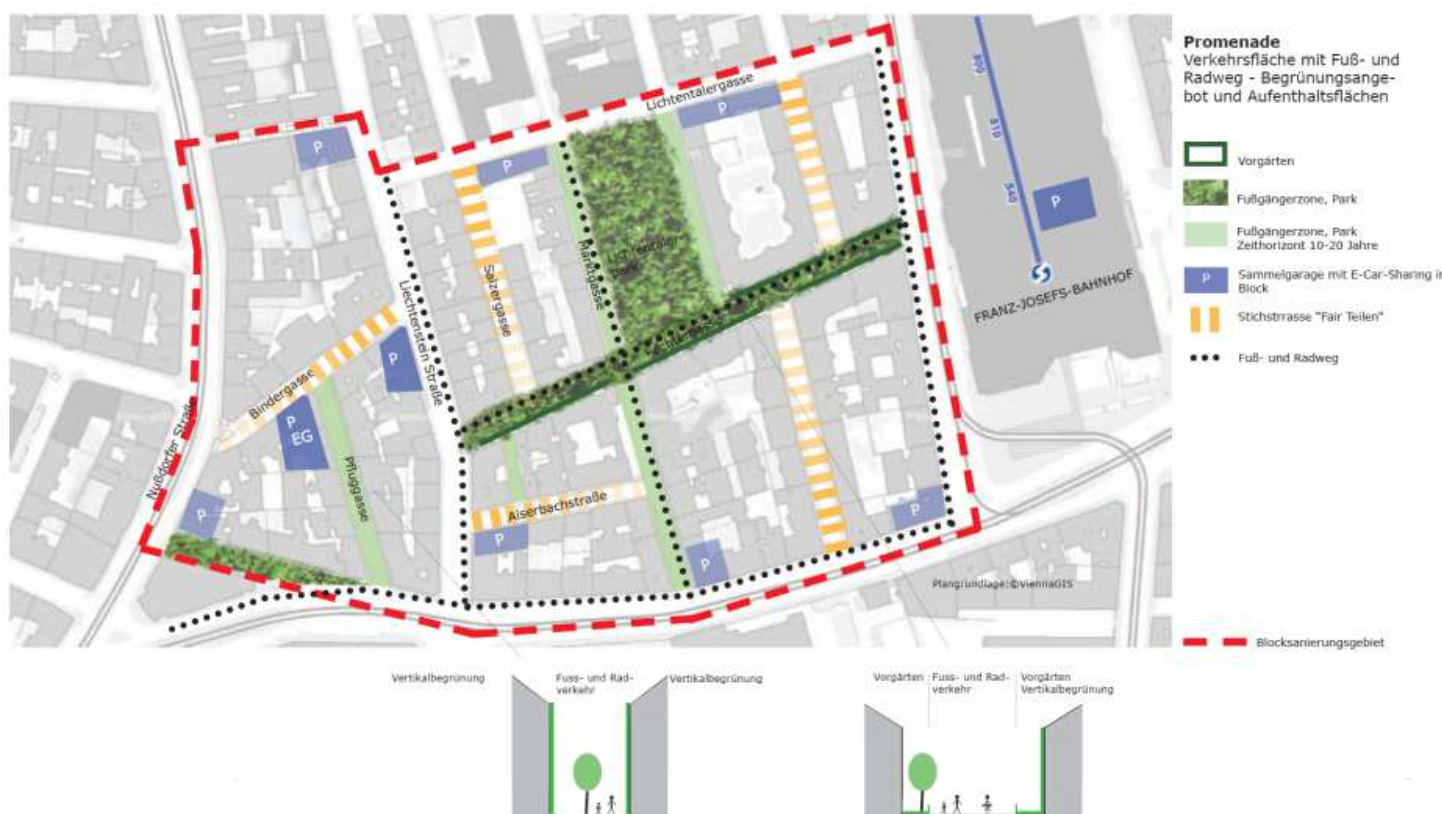 Promenade
Verkehrsfläche mit Fuß- und
Radweg - Begrünungsange-
bot und Aufenthaltsflächen
Vorgärten
Fußgängerzone, Park
Fußgängerzone, Park
Zeithorizont 10-20 Jahre
P
Sammelgarage mit E-Car-Sharing in
Block
Stichstrrasse "Fair Teilen"
Fuß- und Radweg
Blocksanierungsgebiet
Lichtentalergasse
P
P
P
P
S40
FRANZ-JOSEFS-BAHNHOF
Marktgasse
Salzergasse
Liechtenstein Straße
P
Bindergasse
P
EG
Nußdorfer Straße
Pfluggasse
P
Alserbachstraße
P
P
P
Plangrundlage:©ViennaGIS
Vertikalbegrünung
Fuss- und Rad-
verkehr
Vertikalbegrünung
Vorgärten
Fuss- und Rad-
verkehr
Vorgärten
Vertikalbegrünung